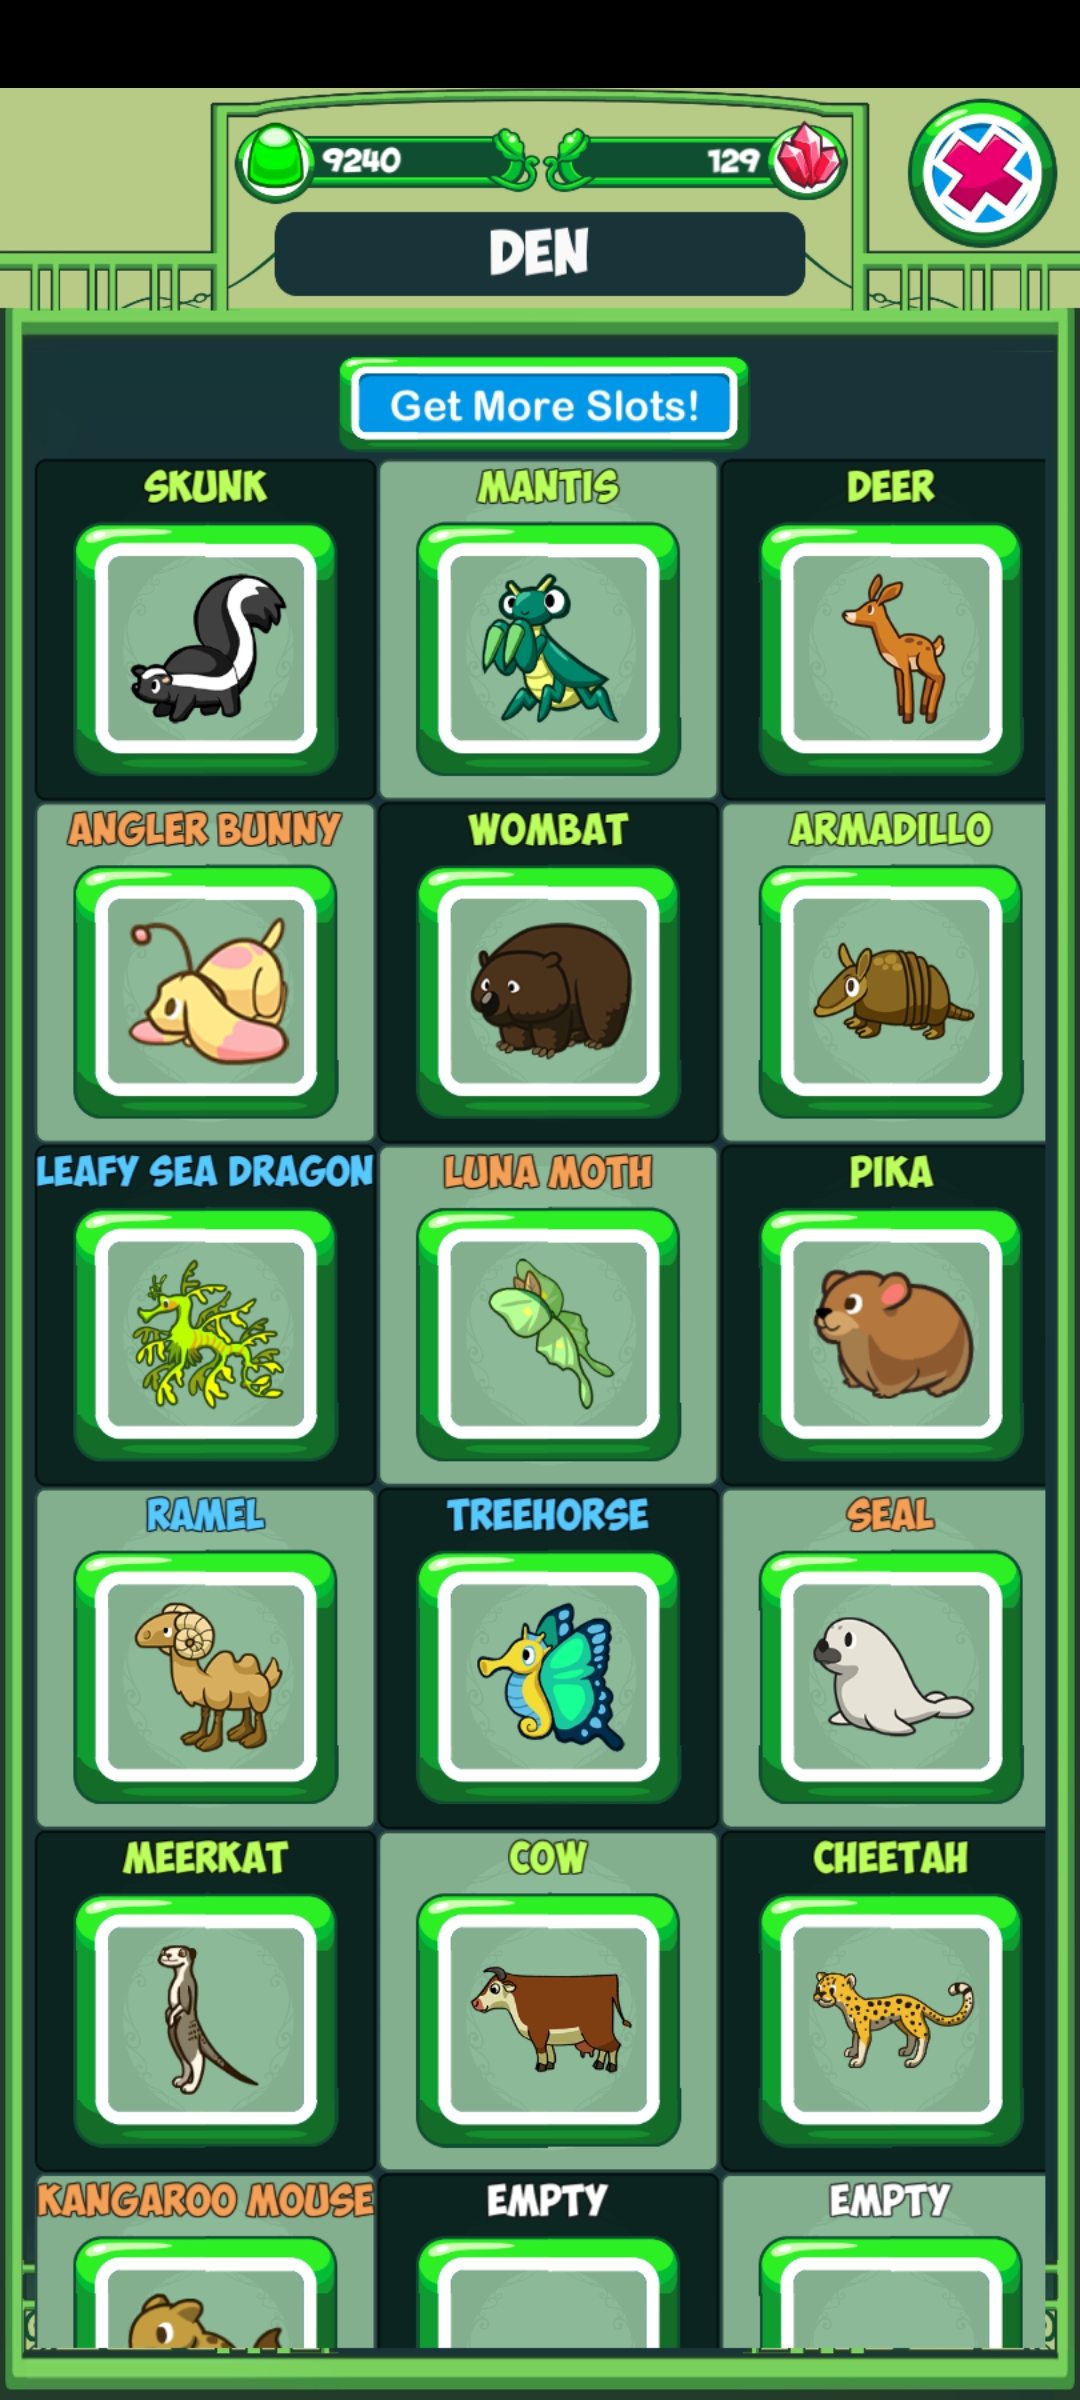 9240
129
DEN
Get More Slots!
SKUNK
MANTIS
DEER
ANGLER BUNNY
WOMBAT
ARMADILLO
LEAFY SEA DRAGON
LUNA MOTH
PIKA
RAMEL
TREEHORSE
SEAL
MEERKAT
COW
CHEETAH
KANGAROO MOUSE
EMPTY
EMPTY